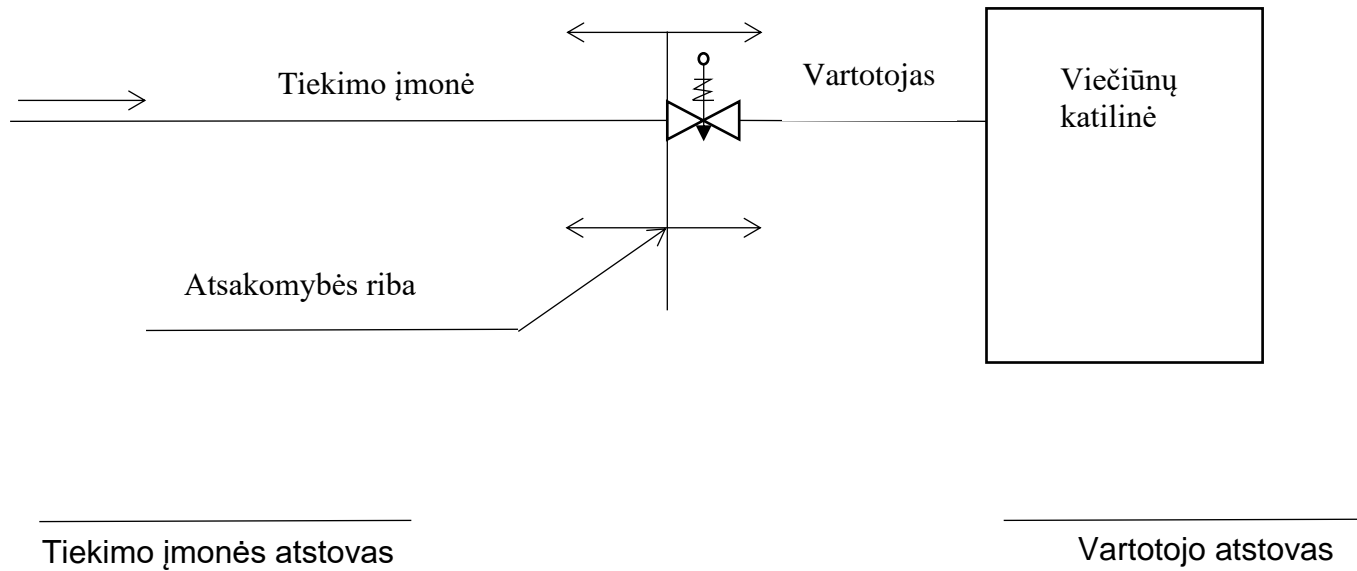 Tiekimo įmonė
Vartotojas
Viečiūnų
katilinė
Atsakomybės riba
Tiekimo įmonės atstovas
Vartotojo atstovas